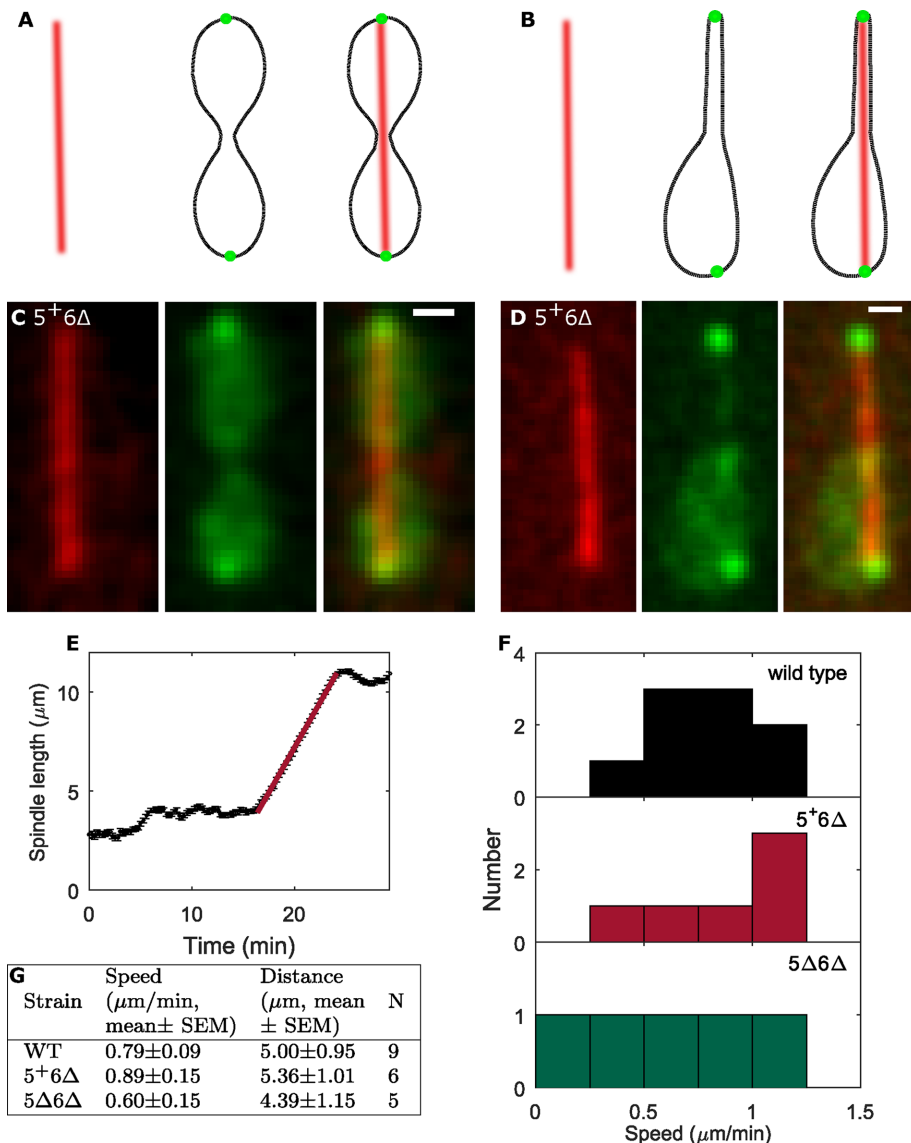 A
B
C 5⁺6Δ
D 5⁺6Δ
E
Spindle length (μm)
10
5
0
0
20
Time (min)
F
Number
wild type
4
2
0
5⁺6Δ
2
0
5Δ6Δ
1
0
0
0.5
1
1.5
Speed (μm/min)
G
Speed Distance
Strain (μm/min, (μm, mean N
mean± SEM) ± SEM)
WT 0.79±0.09 5.00±0.95 9
5⁺6Δ 0.89±0.15 5.36±1.01 6
5Δ6Δ 0.60±0.15 4.39±1.15 5